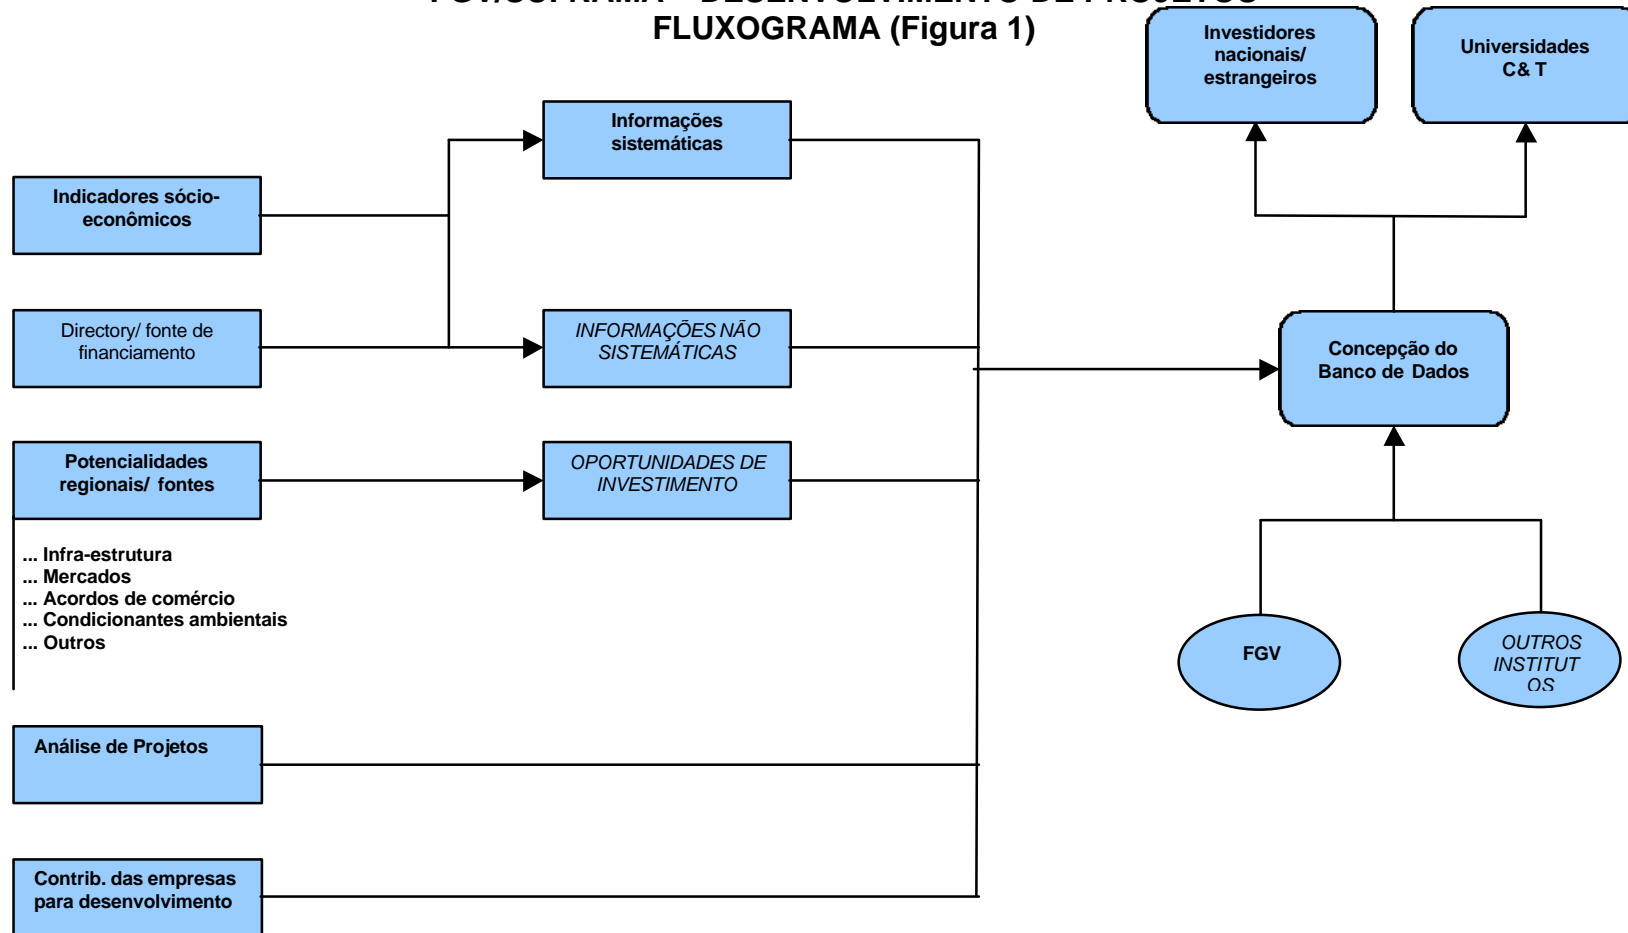 FLUXOGRAMA (Figura 1)
Investidores
nacionais/
estrangeiros
Universidades
C& T
Informações
sistemáticas
Indicadores sócio-
econômicos
Directory/ fonte de
financiamento
INFORMAÇÕES NÃO
SISTEMÁTICAS
Concepção do
Banco de Dados
Potencialidades
regionais/ fontes
OPORTUNIDADES DE
INVESTIMENTO
... Infra-estrutura
... Mercados
... Acordos de comércio
... Condicionantes ambientais
... Outros
FGV
OUTROS
INSTITUT
OS
Análise de Projetos
Contrib. das empresas
para desenvolvimento